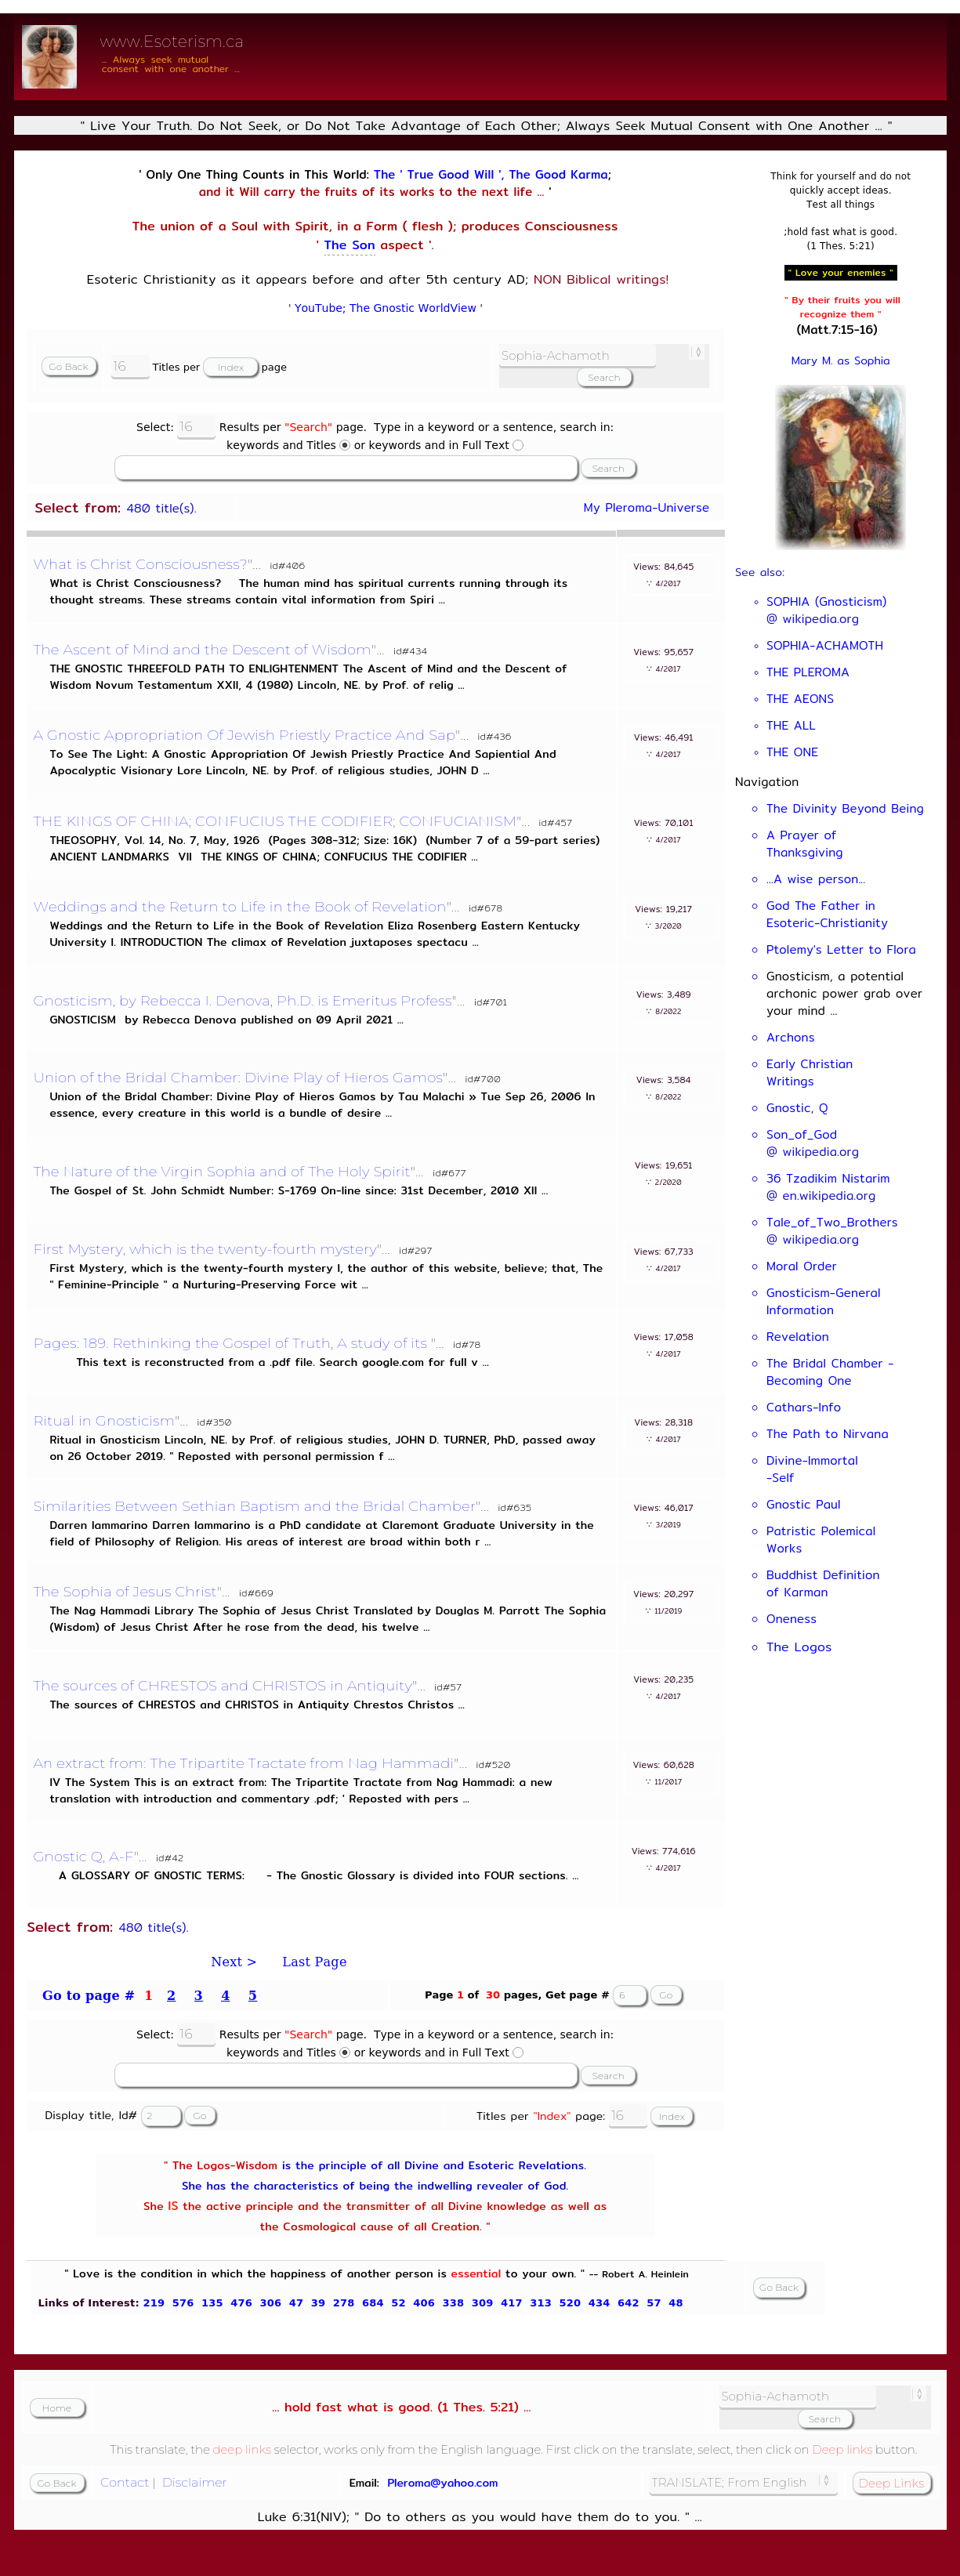 www.Esoterism.ca
... Always seek mutual
consent with one another ...
" Live Your Truth. Do Not Seek, or Do Not Take Advantage of Each Other; Always Seek Mutual Consent with One Another ... "
' Only One Thing Counts in This World: The ' True Good Will ', The Good Karma;
and it Will carry the fruits of its works to the next life ... '
The union of a Soul with Spirit, in a Form ( flesh ); produces Consciousness
' The Son aspect '.
Esoteric Christianity as it appears before and after 5th century AD; NON Biblical writings!
' YouTube; The Gnostic WorldView '
Go Back 16 Titles per Index page
Sophia-Achamoth
Search
Select: 16 Results per "Search" page. Type in a keyword or a sentence, search in:
keywords and Titles or keywords and in Full Text
Search
Select from: 480 title(s). My Pleroma-Universe
What is Christ Consciousness?"... id#406
Views: 84,645
What is Christ Consciousness? The human mind has spiritual currents running through its
∵ 4/2017
thought streams. These streams contain vital information from Spiri ...
The Ascent of Mind and the Descent of Wisdom"... id#434
Views: 95,657
THE GNOSTIC THREEFOLD PATH TO ENLIGHTENMENT The Ascent of Mind and the Descent of
∵ 4/2017
Wisdom Novum Testamentum XXII, 4 (1980) Lincoln, NE. by Prof. of relig ...
A Gnostic Appropriation Of Jewish Priestly Practice And Sap"... id#436
Views: 46,491
To See The Light: A Gnostic Appropriation Of Jewish Priestly Practice And Sapiential And
∵ 4/2017
Apocalyptic Visionary Lore Lincoln, NE. by Prof. of religious studies, JOHN D ...
THE KINGS OF CHINA; CONFUCIUS THE CODIFIER; CONFUCIANISM"... id#457
Views: 70,101
THEOSOPHY, Vol. 14, No. 7, May, 1926 (Pages 308-312; Size: 16K) (Number 7 of a 59-part series)
∵ 4/2017
ANCIENT LANDMARKS VII THE KINGS OF CHINA; CONFUCIUS THE CODIFIER ...
Weddings and the Return to Life in the Book of Revelation"... id#678
Views: 19,217
Weddings and the Return to Life in the Book of Revelation Eliza Rosenberg Eastern Kentucky
∵ 3/2020
University I. INTRODUCTION The climax of Revelation juxtaposes spectacu ...
Gnosticism, by Rebecca I. Denova, Ph.D. is Emeritus Profess"... id#701
Views: 3,489
∵ 8/2022
GNOSTICISM by Rebecca Denova published on 09 April 2021 ...
Union of the Bridal Chamber: Divine Play of Hieros Gamos"... id#700
Views: 3,584
Union of the Bridal Chamber: Divine Play of Hieros Gamos by Tau Malachi » Tue Sep 26, 2006 In
∵ 8/2022
essence, every creature in this world is a bundle of desire ...
The Nature of the Virgin Sophia and of The Holy Spirit"... id#677
Views: 19,651
∵ 2/2020
The Gospel of St. John Schmidt Number: S-1769 On-line since: 31st December, 2010 XII ...
First Mystery, which is the twenty-fourth mystery"... id#297
Views: 67,733
First Mystery, which is the twenty-fourth mystery I, the author of this website, believe; that, The
∵ 4/2017
" Feminine-Principle " a Nurturing-Preserving Force wit ...
Pages: 189. Rethinking the Gospel of Truth, A study of its "... id#78
Views: 17,058
∵ 4/2017
This text is reconstructed from a .pdf file. Search google.com for full v ...
Ritual in Gnosticism"... id#350
Views: 28,318
Ritual in Gnosticism Lincoln, NE. by Prof. of religious studies, JOHN D. TURNER, PhD, passed away
∵ 4/2017
on 26 October 2019. " Reposted with personal permission f ...
Similarities Between Sethian Baptism and the Bridal Chamber"... id#635
Views: 46,017
Darren Iammarino Darren Iammarino is a PhD candidate at Claremont Graduate University in the
∵ 3/2019
field of Philosophy of Religion. His areas of interest are broad within both r ...
The Sophia of Jesus Christ"... id#669
Views: 20,297
The Nag Hammadi Library The Sophia of Jesus Christ Translated by Douglas M. Parrott The Sophia
∵ 11/2019
(Wisdom) of Jesus Christ After he rose from the dead, his twelve ...
The sources of CHRESTOS and CHRISTOS in Antiquity"... id#57
Views: 20,235
∵ 4/2017
The sources of CHRESTOS and CHRISTOS in Antiquity Chrestos Christos ...
An extract from: The Tripartite Tractate from Nag Hammadi"... id#520
Views: 60,628
IV The System This is an extract from: The Tripartite Tractate from Nag Hammadi: a new
∵ 11/2017
translation with introduction and commentary .pdf; ' Reposted with pers ...
Gnostic Q, A-F"... id#42
Views: 774,616
∵ 4/2017
A GLOSSARY OF GNOSTIC TERMS: - The Gnostic Glossary is divided into FOUR sections. ...
Select from: 480 title(s).
Next > Last Page
Go to page # 1 2 3 4 5 Page 1 of 30 pages, Get page # 6 Go
Select: 16 Results per "Search" page. Type in a keyword or a sentence, search in:
keywords and Titles or keywords and in Full Text
Search
Display title, Id# 2 Go Titles per "Index" page: 16 Index
" The Logos-Wisdom is the principle of all Divine and Esoteric Revelations.
She has the characteristics of being the indwelling revealer of God.
She IS the active principle and the transmitter of all Divine knowledge as well as
the Cosmological cause of all Creation. "
" Love is the condition in which the happiness of another person is essential to your own. " -- Robert A. Heinlein
Links of Interest: 219 576 135 476 306 47 39 278 684 52 406 338 309 417 313 520 434 642 57 48
Go Back
Think for yourself and do not
quickly accept ideas.
Test all things
;hold fast what is good.
(1 Thes. 5:21)
" Love your enemies "
" By their fruits you will
recognize them "
(Matt.7:15-16)
Mary M. as Sophia
See also:
SOPHIA (Gnosticism)
@ wikipedia.org
SOPHIA-ACHAMOTH
THE PLEROMA
THE AEONS
THE ALL
THE ONE
Navigation
The Divinity Beyond Being
A Prayer of
Thanksgiving
...A wise person...
God The Father in
Esoteric-Christianity
Ptolemy's Letter to Flora
Gnosticism, a potential
archonic power grab over
your mind ...
Archons
Early Christian
Writings
Gnostic, Q
Son_of_God
@ wikipedia.org
36 Tzadikim Nistarim
@ en.wikipedia.org
Tale_of_Two_Brothers
@ wikipedia.org
Moral Order
Gnosticism-General
Information
Revelation
The Bridal Chamber -
Becoming One
Cathars-Info
The Path to Nirvana
Divine-Immortal
-Self
Gnostic Paul
Patristic Polemical
Works
Buddhist Definition
of Karman
Oneness
The Logos
Home ... hold fast what is good. (1 Thes. 5:21) ... Sophia-Achamoth
Search
This translate, the deep links selector, works only from the English language. First click on the translate, select, then click on Deep links button.
Go Back Contact | Disclaimer Email: Pleroma@yahoo.com TRANSLATE; From English Deep Links
Luke 6:31(NIV); " Do to others as you would have them do to you. " ...